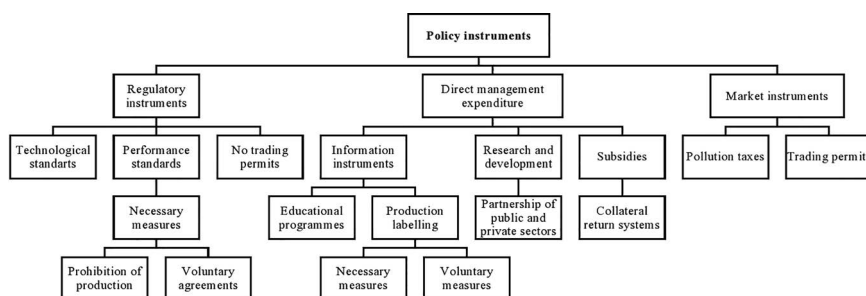 Policy instruments
Regulatory
instruments
Direct management
expenditure
Market instruments
Technological
standarts
Performance
standards
No trading
permits
Information
instruments
Research and
development
Subsidies
Pollution taxes
Trading permit
Necessary
measures
Educational
programmes
Production
labelling
Partnership of
public and
private sectors
Collateral
return systems
Prohibition of
production
Voluntary
agreements
Necessary
measures
Voluntary
measures